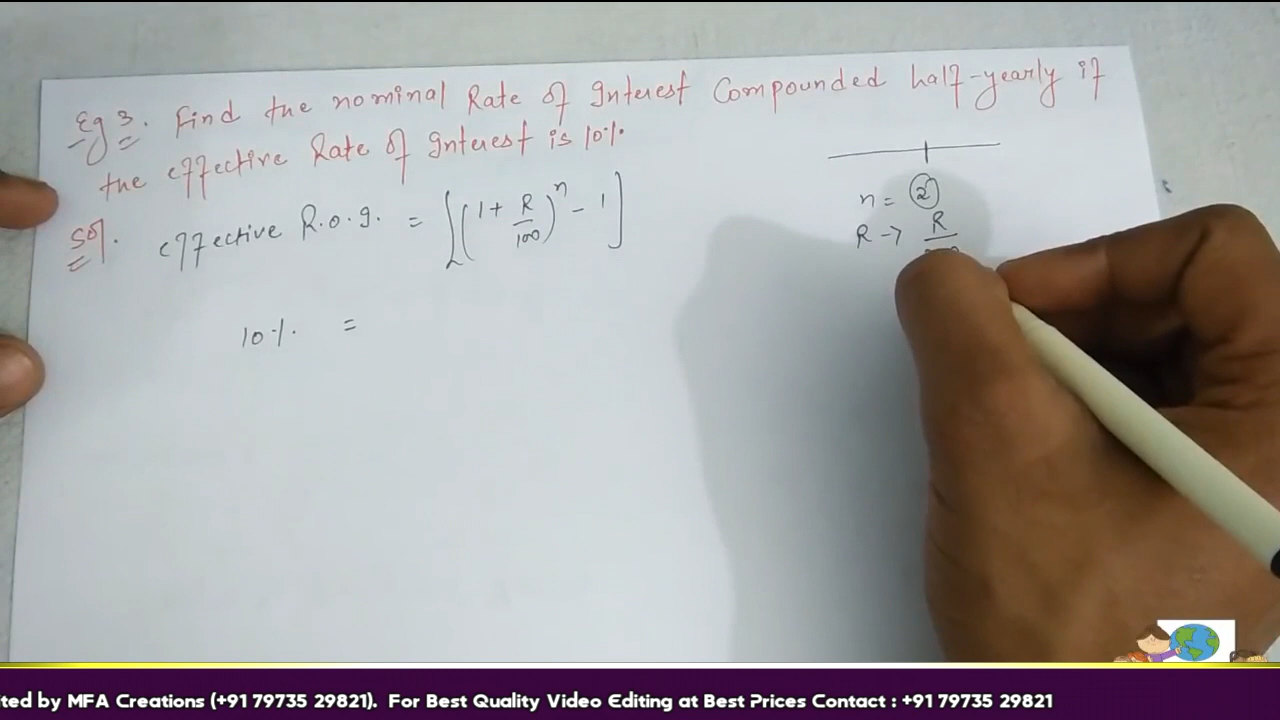 Eg 3. Find the nominal Rate of Interest Compounded half-yearly if
the effective Rate of Interest is 10%.
Sol. effective R.o.I. = [(1 + R/100)^n - 1]
n = 2
R → R
10% =
ted by MFA Creations (+91 79735 29821). For Best Quality Video Editing at Best Prices Contact : +91 79735 29821